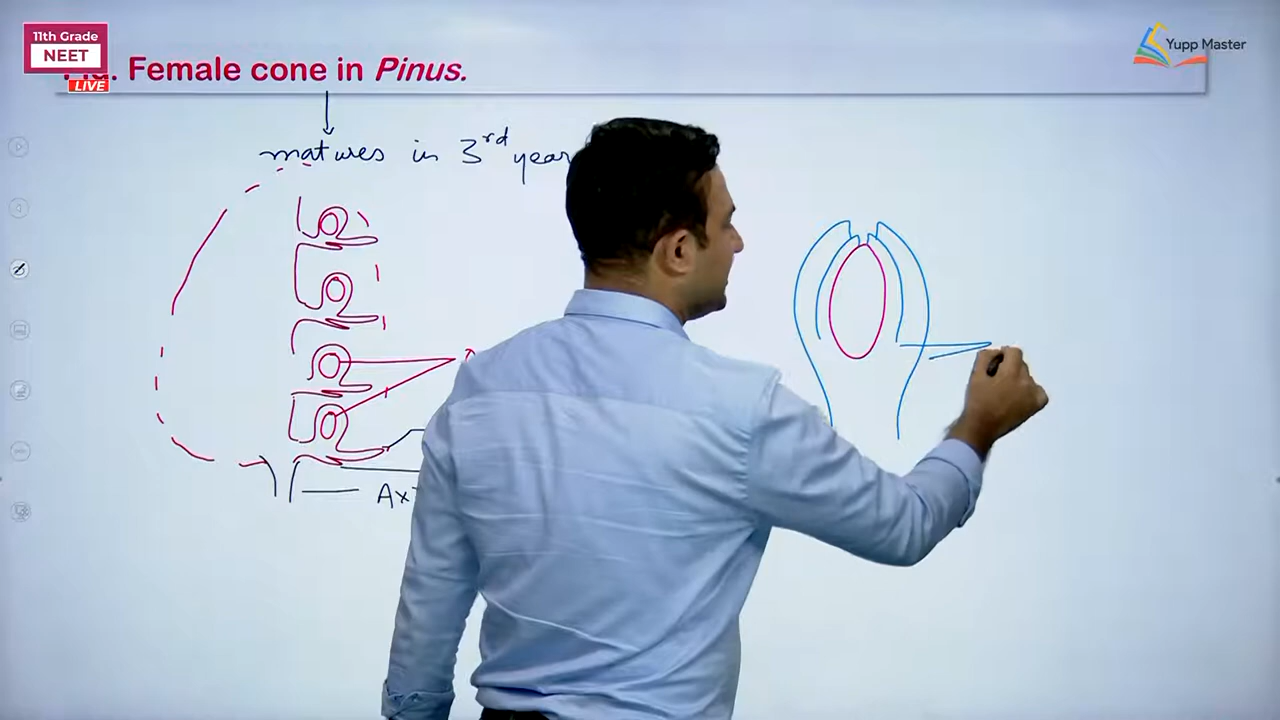 11th Grade
NEET
LIVE
Yupp Master
Female cone in Pinus.
matures in 3rd year